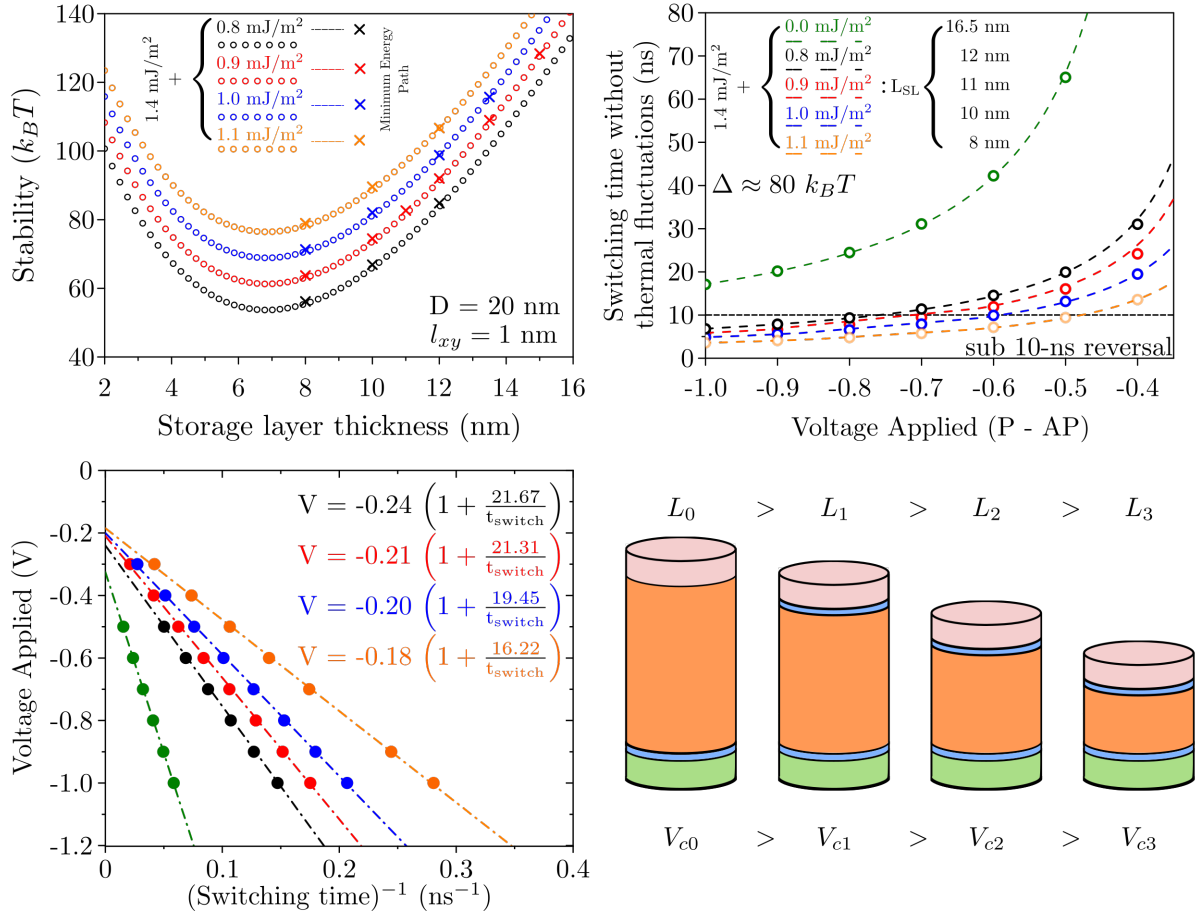 140
120
100
80
60
40
Stability (k_BT)
1.4 mJ/m² +
0.8 mJ/m²
0.9 mJ/m²
1.0 mJ/m²
1.1 mJ/m²
Minimum Energy
Path
D = 20 nm
l_xy = 1 nm
2 4 6 8 10 12 14 16
Storage layer thickness (nm)
80
70
60
50
40
30
20
10
0
Switching time without
thermal fluctuations (ns)
1.4 mJ/m² +
0.0 mJ/m²
0.8 mJ/m²
0.9 mJ/m²
1.0 mJ/m²
1.1 mJ/m²
: L_SL
16.5 nm
12 nm
11 nm
10 nm
8 nm
Δ ≈ 80 k_BT
sub 10-ns reversal
-1.0 -0.9 -0.8 -0.7 -0.6 -0.5 -0.4
Voltage Applied (P - AP)
0
-0.2
-0.4
-0.6
-0.8
-1.0
-1.2
Voltage Applied (V)
V = -0.24 (1 + 21.67/t_switch)
V = -0.21 (1 + 21.31/t_switch)
V = -0.20 (1 + 19.45/t_switch)
V = -0.18 (1 + 16.22/t_switch)
0 0.1 0.2 0.3 0.4
(Switching time)⁻¹ (ns⁻¹)
L_0 > L_1 > L_2 > L_3
V_c0 > V_c1 > V_c2 > V_c3